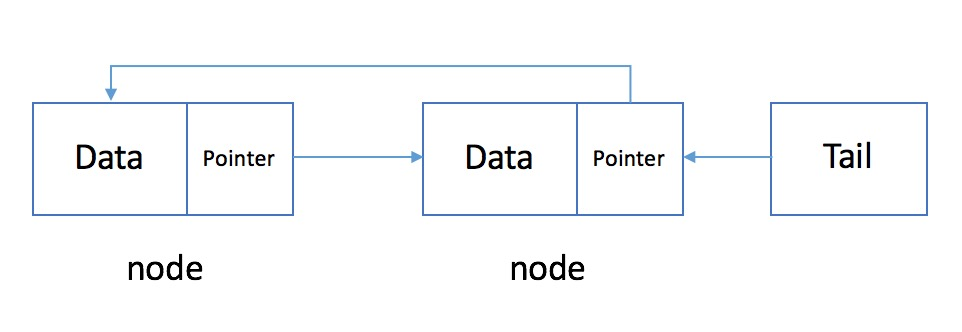 Data
Pointer
Data
Pointer
Tail
node
node